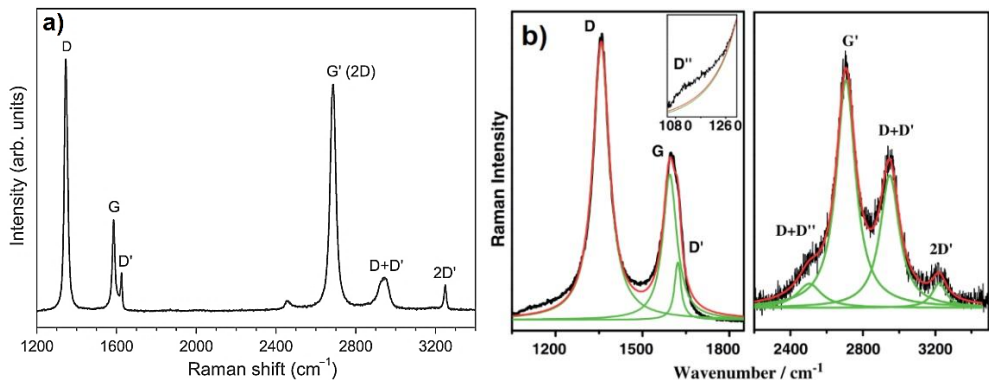 a)
Intensity (arb. units)
D
G
D'
G' (2D)
D+D'
2D'
1200 1600 2000 2400 2800 3200
Raman shift (cm⁻¹)
b)
Raman Intensity
D
D"
1080 1260
G
D'
1200 1500 1800
G'
D+D'
D+D"
2D'
2400 2800 3200
Wavenumber / cm⁻¹